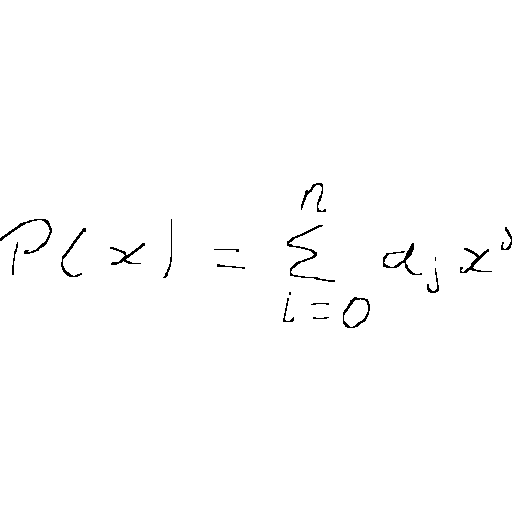 P(x) = \sum_{i=0}^{n} a_j x^j